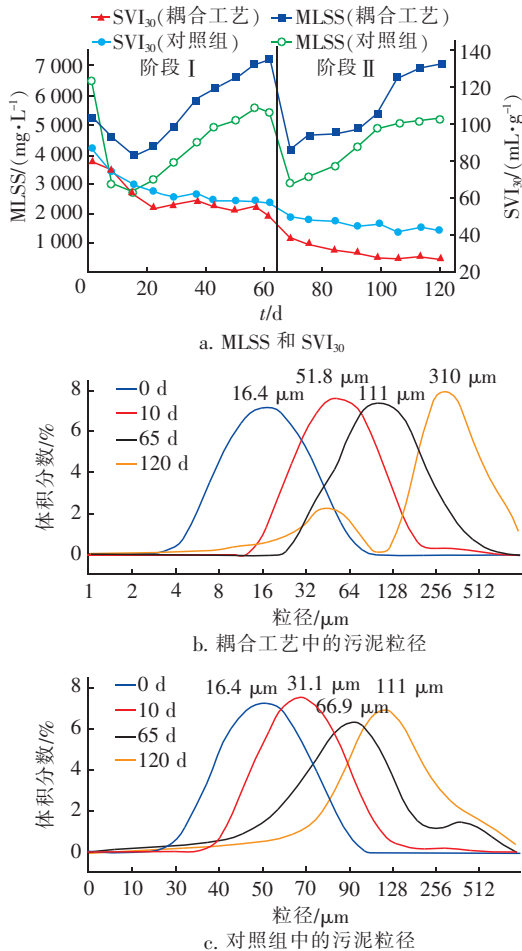 SVI₃₀(耦合工艺) MLSS(耦合工艺)
SVI₃₀(对照组) MLSS(对照组)
阶段 Ⅰ 阶段 Ⅱ
MLSS/(mg·L⁻¹)
7 000
6 000
5 000
4 000
3 000
2 000
1 000
SVI₃₀/(mL·g⁻¹)
140
120
100
80
60
40
20
0 20 40 60 80 100 120
t/d
a. MLSS 和 SVI₃₀
体积分数/%
8
6
4
2
0
0 d
10 d
65 d
120 d
16.4 μm
51.8 μm
111 μm
310 μm
1 2 4 8 16 32 64 128 256 512
粒径/μm
b. 耦合工艺中的污泥粒径
体积分数/%
8
6
4
2
0
0 d
10 d
65 d
120 d
16.4 μm
31.1 μm
66.9 μm
111 μm
0 10 30 30 50 70 90 128 256 512
粒径/μm
c. 对照组中的污泥粒径